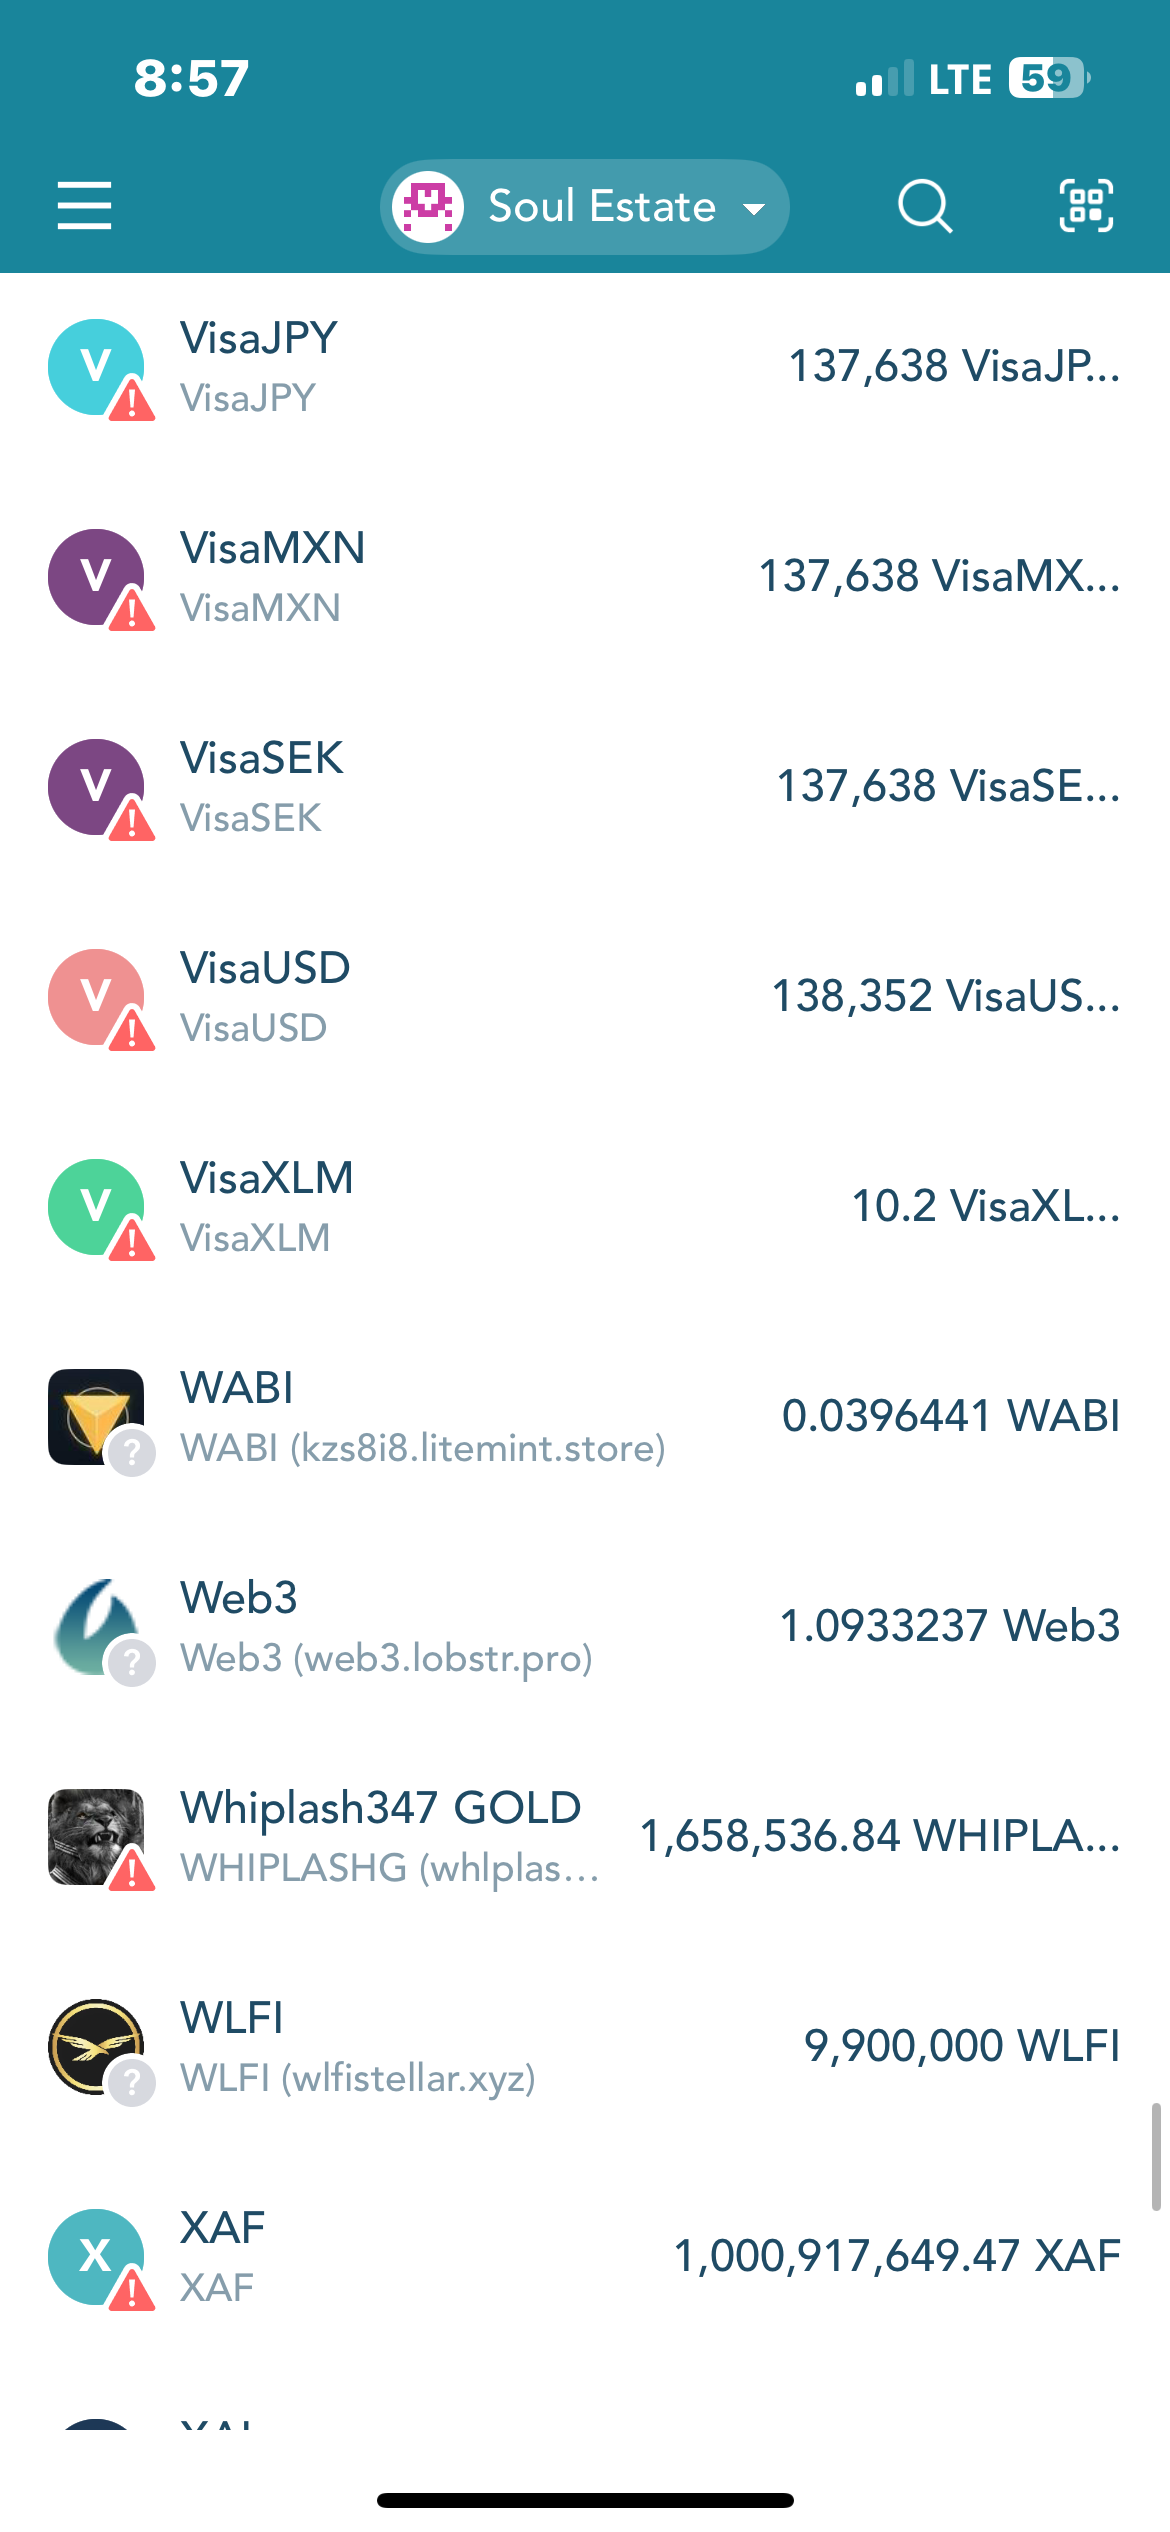 8:57 LTE 59
Soul Estate
V VisaJPY
VisaJPY
137,638 VisaJP...
V VisaMXN
VisaMXN
137,638 VisaMX...
V VisaSEK
VisaSEK
137,638 VisaSE...
V VisaUSD
VisaUSD
138,352 VisaUS...
V VisaXLM
VisaXLM
10.2 VisaXL...
WABI
WABI (kzs8i8.litemint.store)
0.0396441 WABI
Web3
Web3 (web3.lobstr.pro)
1.0933237 Web3
Whiplash347 GOLD
WHIPLASHG (whlplas...
1,658,536.84 WHIPLA...
WLFI
WLFI (wlfistellar.xyz)
9,900,000 WLFI
X XAF
XAF
1,000,917,649.47 XAF